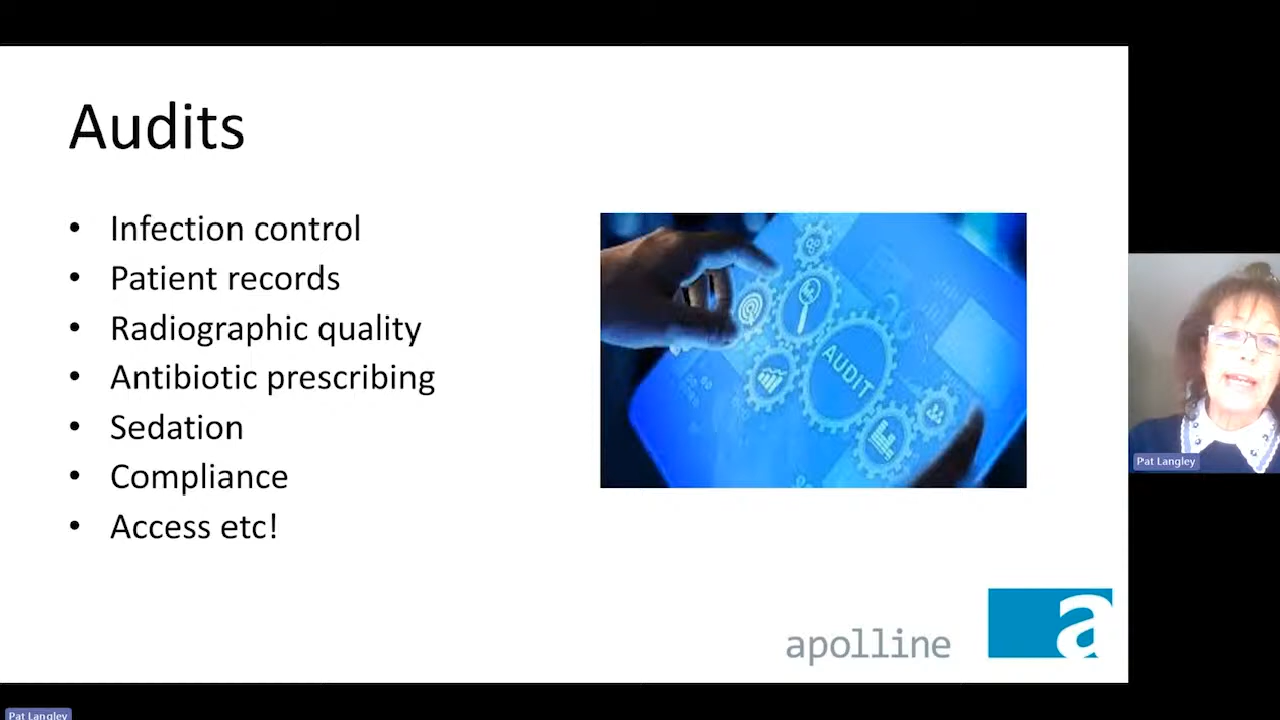 Audits
• Infection control
• Patient records
• Radiographic quality
• Antibiotic prescribing
• Sedation
• Compliance
• Access etc!
AUDIT
apolline
a
Pat Langley
Pat Langley